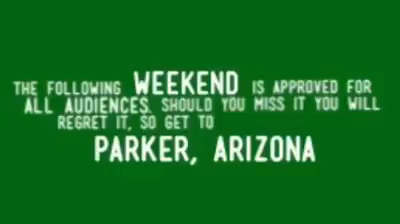 THE FOLLOWING WEEKEND IS APPROVED FOR
ALL AUDIENCES. SHOULD YOU MISS IT YOU WILL
REGRET IT, SO GET TO
PARKER, ARIZONA